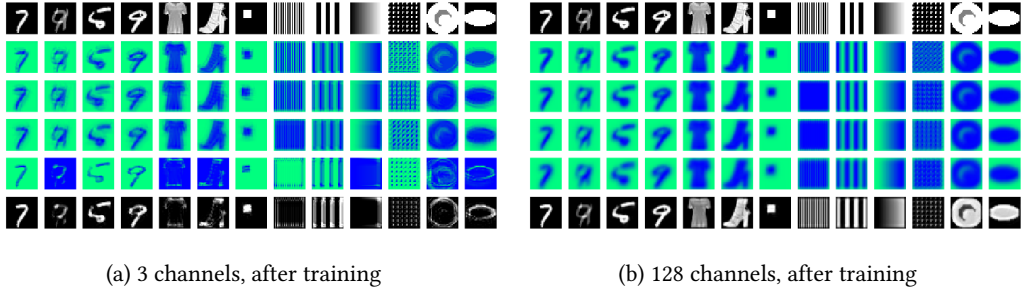 (a) 3 channels, after training
(b) 128 channels, after training